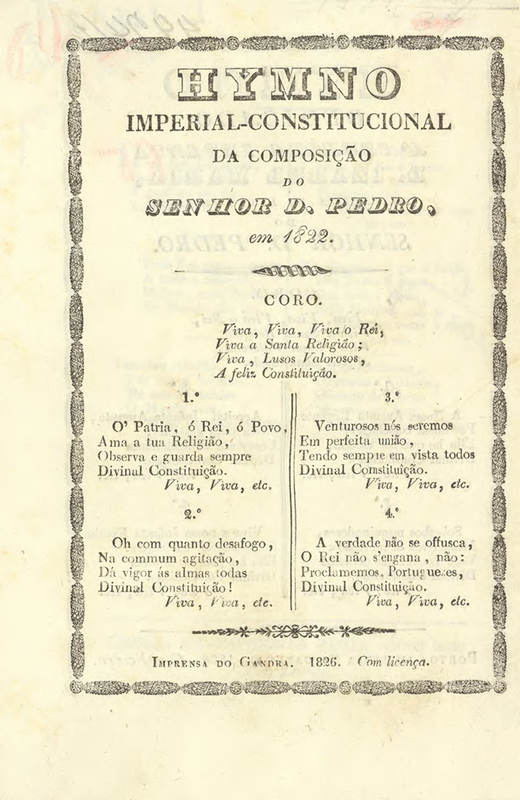 HYMNO
IMPERIAL-CONSTITUCIONAL
DA COMPOSIÇÃO
DO
SENHOR D. PEDRO,
em 1822.
CORO.
Viva, Viva, Viva o Rei,
Viva a Santa Religião;
Viva, Lusos Valorosos,
A feliz Constituição.
1.º
O' Patria, ó Rei, ó Povo,
Ama a tua Religião,
Observa e guarda sempre
Divinal Constituição.
Viva, Viva, etc.
2.º
Oh com quanto desafogo,
Na commum agitação,
Dá vigor ás almas todas
Divinal Constituição!
Viva, Viva, etc.
3.º
Venturosos nós seremos
Em perfeita união,
Tendo sempre em vista todos
Divinal Constituição.
Viva, Viva, etc.
4.º
A verdade não se offusca,
O Rei não s'engana, não:
Proclamemos, Portuguezes,
Divinal Constituição.
Viva, Viva, etc.
IMPRENSA DO GANDRA. 1826. Com licença.